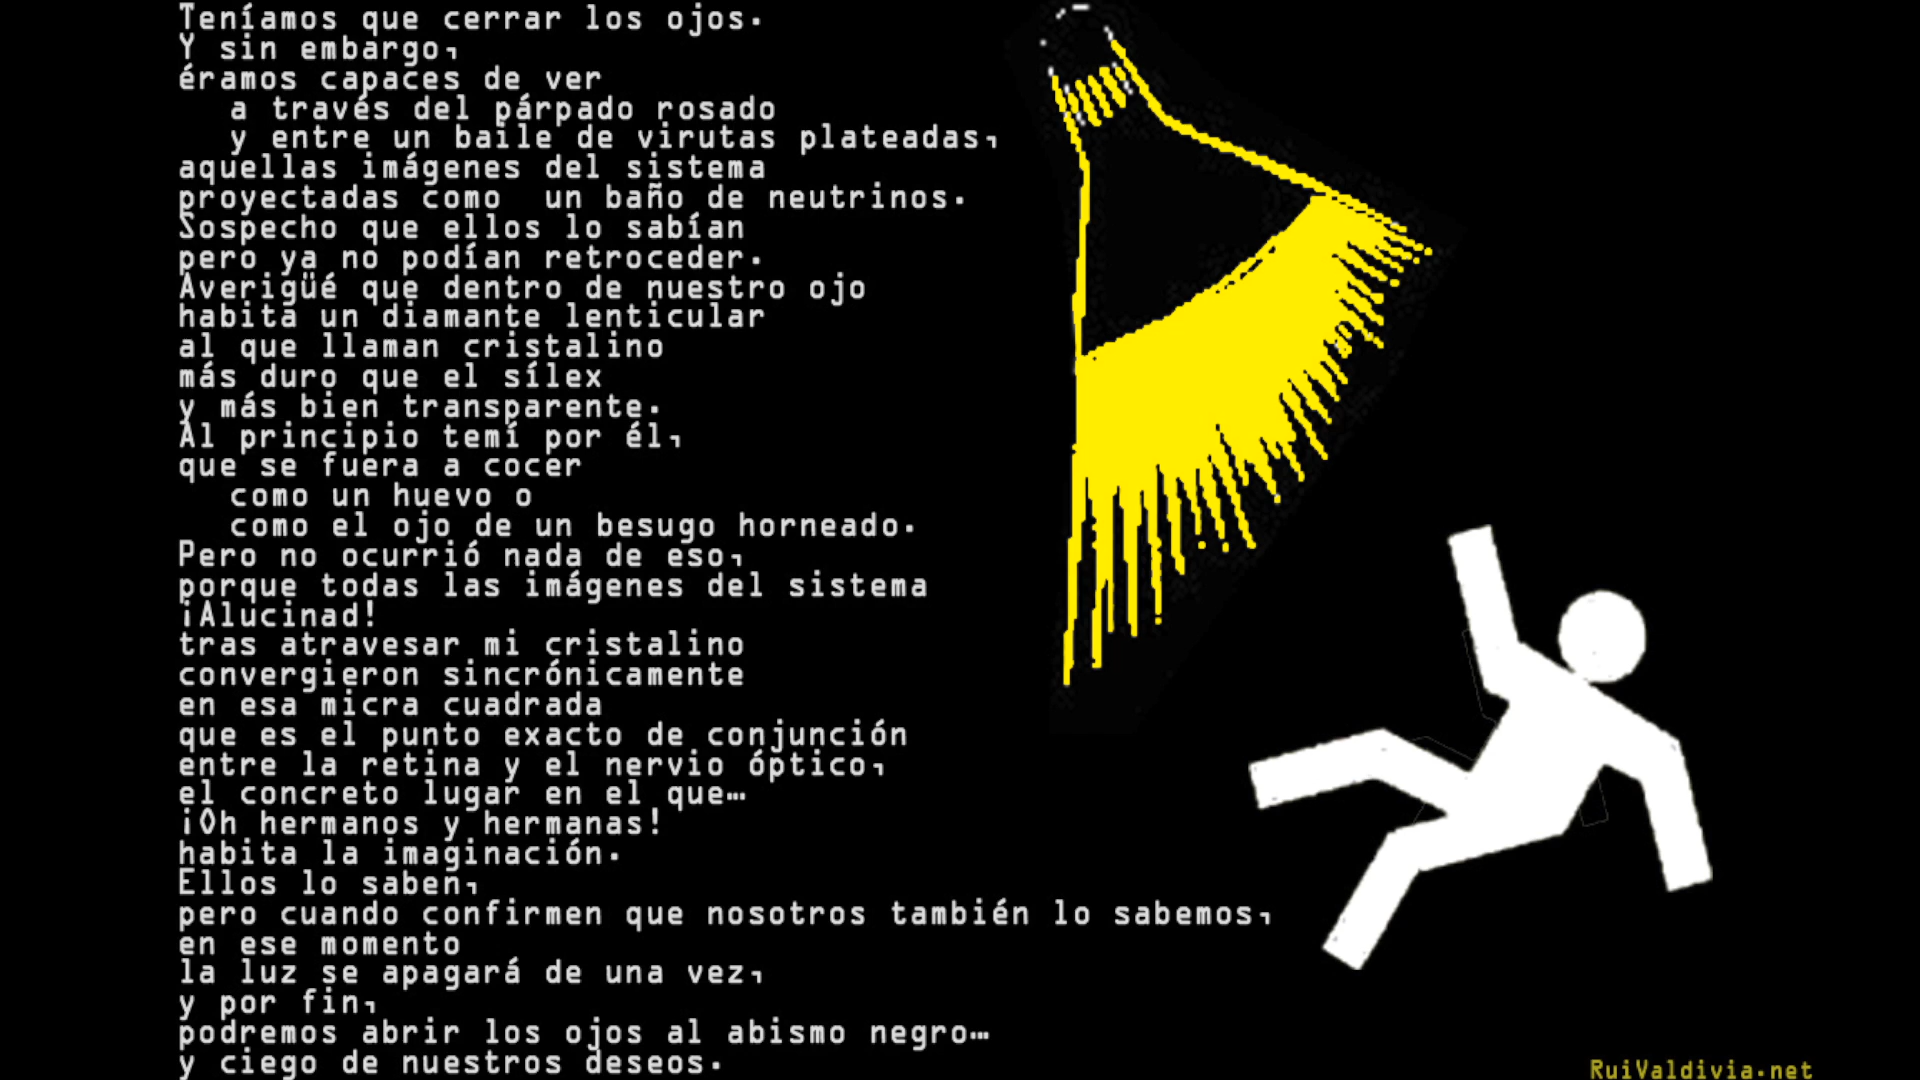 Teníamos que cerrar los ojos.
Y sin embargo,
éramos capaces de ver
a través del párpado rosado
y entre un baile de virutas plateadas,
aquellas imágenes del sistema
proyectadas como un baño de neutrinos.
Sospecho que ellos lo sabían
pero ya no podían retroceder.
Averigüé que dentro de nuestro ojo
habita un diamante lenticular
al que llaman cristalino
más duro que el sílex
y más bien transparente.
Al principio temí por él,
que se fuera a cocer
como un huevo o
como el ojo de un besugo horneado.
Pero no ocurrió nada de eso,
porque todas las imágenes del sistema
¡Alucinad!
tras atravesar mi cristalino
convergieron sincrónicamente
en esa micra cuadrada
que es el punto exacto de conjunción
entre la retina y el nervio óptico,
el concreto lugar en el que…
¡Oh hermanos y hermanas!
habita la imaginación.
Ellos lo saben,
pero cuando confirmen que nosotros también lo sabemos,
en ese momento
la luz se apagará de una vez,
y por fin,
podremos abrir los ojos al abismo negro…
y ciego de nuestros deseos.
RuiValdivia.net